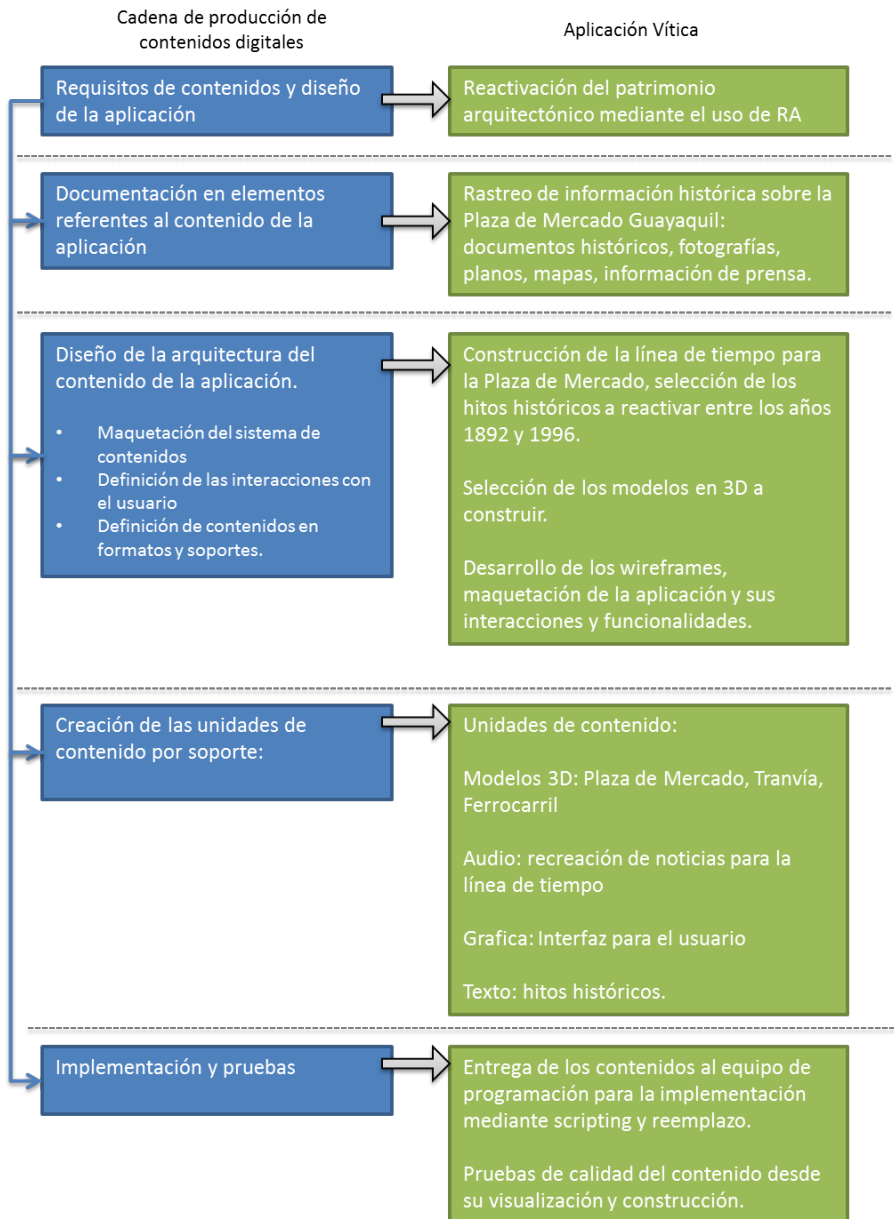 Cadena de producción de
contenidos digitales
Aplicación Vítica
Requisitos de contenidos y diseño
de la aplicación
Reactivación del patrimonio
arquitectónico mediante el uso de RA
Documentación en elementos
referentes al contenido de la
aplicación
Rastreo de información histórica sobre la
Plaza de Mercado Guayaquil:
documentos históricos, fotografías,
planos, mapas, información de prensa.
Diseño de la arquitectura del
contenido de la aplicación.
• Maquetación del sistema de
contenidos
• Definición de las interacciones con
el usuario
• Definición de contenidos en
formatos y soportes.
Construcción de la línea de tiempo para
la Plaza de Mercado, selección de los
hitos históricos a reactivar entre los años
1892 y 1996.
Selección de los modelos en 3D a
construir.
Desarrollo de los wireframes,
maquetación de la aplicación y sus
interacciones y funcionalidades.
Creación de las unidades de
contenido por soporte:
Unidades de contenido:
Modelos 3D: Plaza de Mercado, Tranvía,
Ferrocarril
Audio: recreación de noticias para la
línea de tiempo
Grafica: Interfaz para el usuario
Texto: hitos históricos.
Implementación y pruebas
Entrega de los contenidos al equipo de
programación para la implementación
mediante scripting y reemplazo.
Pruebas de calidad del contenido desde
su visualización y construcción.